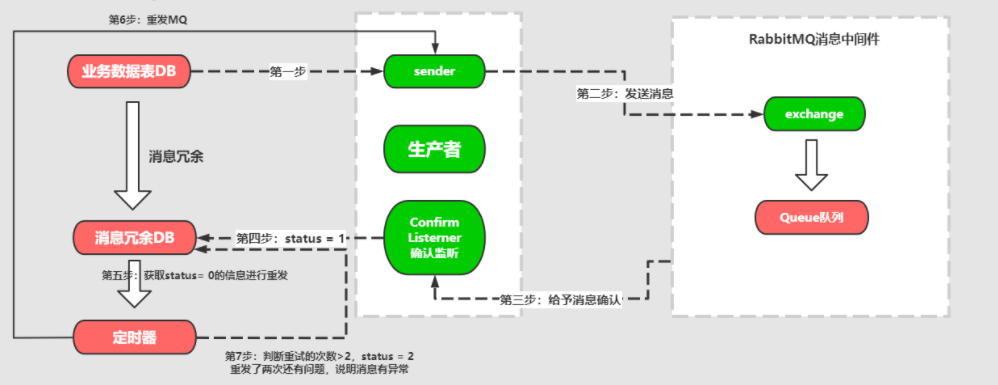 第6步：重发MQ
RabbitMQ消息中间件
业务数据表DB
第一步
sender
第二步：发送消息
exchange
消息冗余
生产者
Queue队列
Confirm
Listerner
确认监听
消息冗余DB
第四步：status = 1
第五步：获取status= 0的信息进行重发
第三步：给予消息确认
定时器
第7步：判断重试的次数>2，status = 2
重发了两次还有问题，说明消息有异常